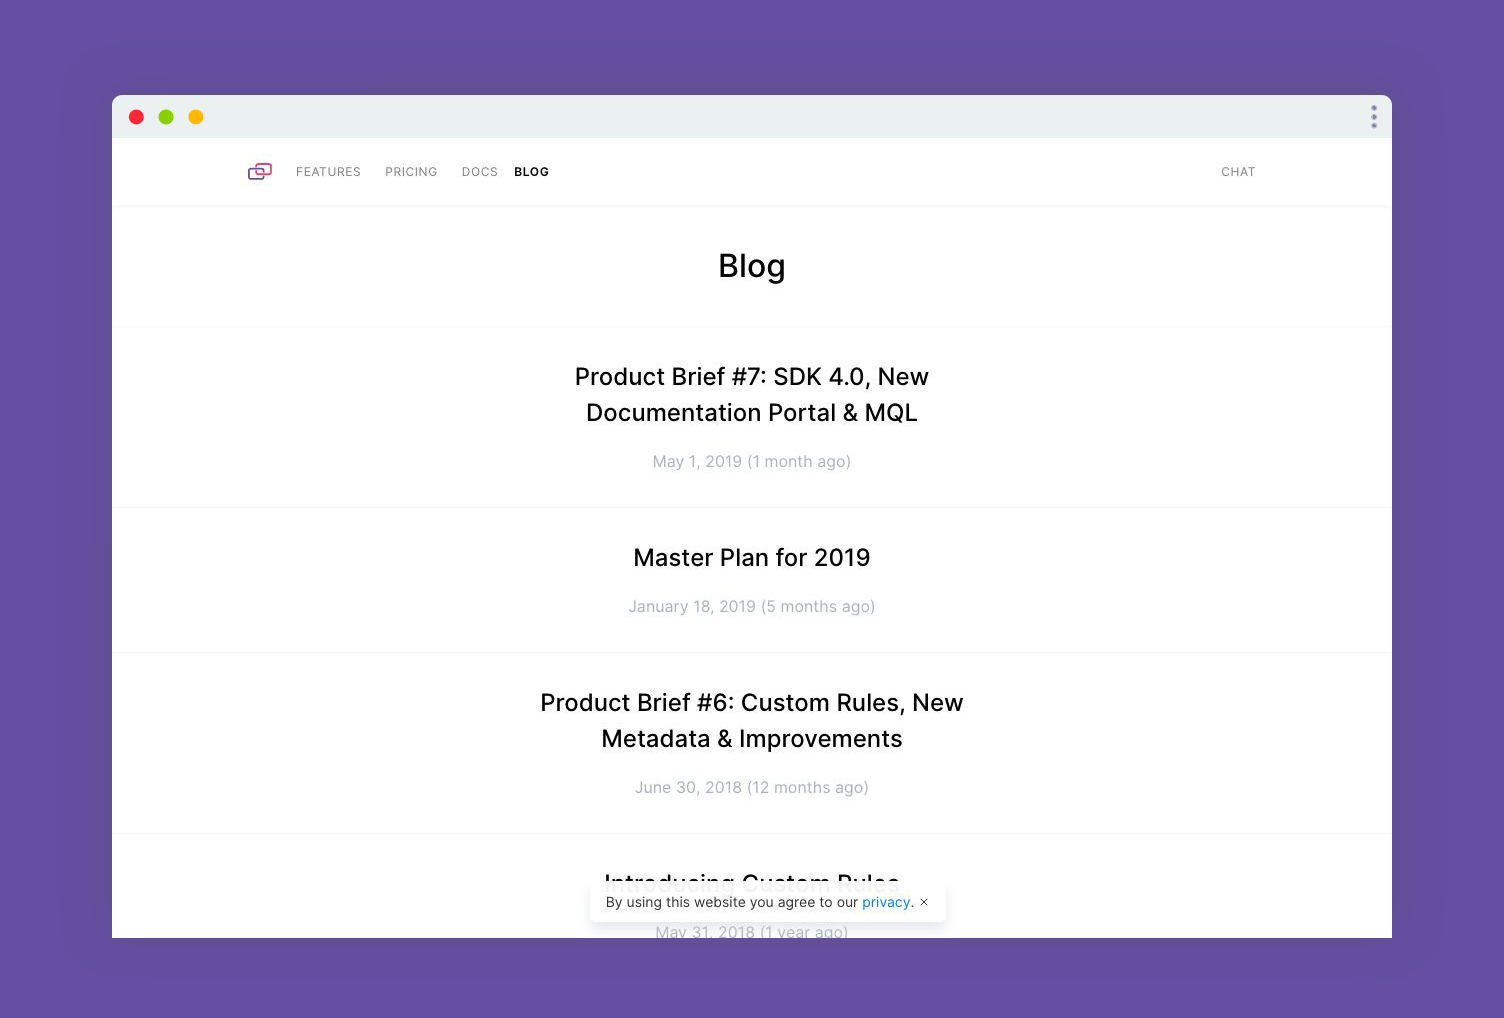 FEATURES PRICING DOCS BLOG CHAT
Blog
Product Brief #7: SDK 4.0, New
Documentation Portal & MQL
May 1, 2019 (1 month ago)
Master Plan for 2019
January 18, 2019 (5 months ago)
Product Brief #6: Custom Rules, New
Metadata & Improvements
June 30, 2018 (12 months ago)
Introducing Custom Rules
By using this website you agree to our privacy. ×
May 31, 2018 (1 year ago)